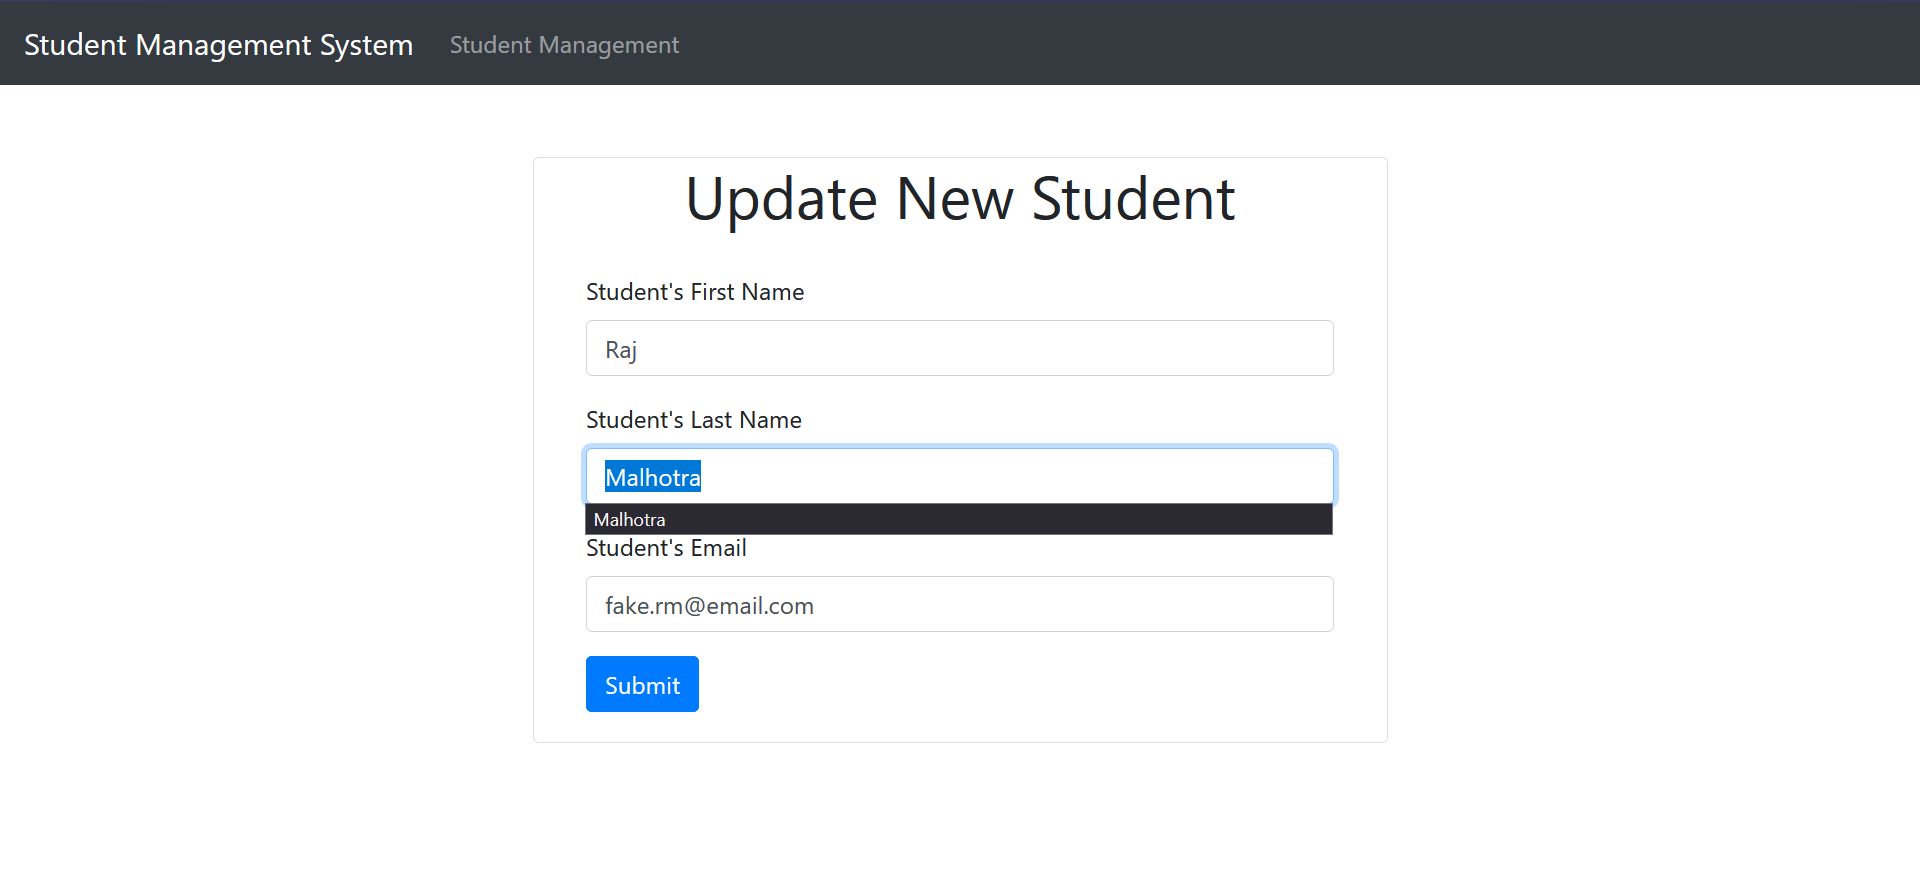 Student Management System Student Management
Update New Student
Student's First Name
Raj
Student's Last Name
Malhotra
Malhotra
Student's Email
fake.rm@email.com
Submit